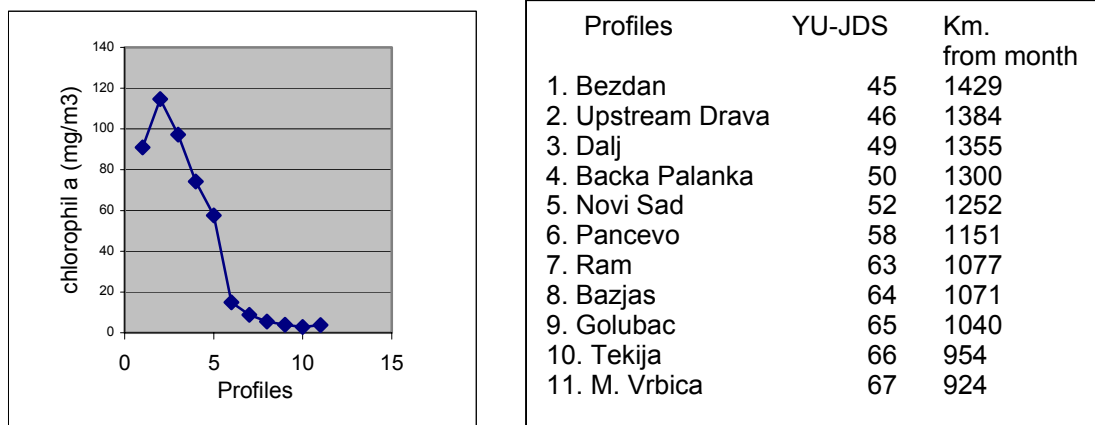 140
120
100
80
60
40
20
0
chlorophil a (mg/m3)
0 5 10 15
Profiles
Profiles YU-JDS Km.
from month
1. Bezdan 45 1429
2. Upstream Drava 46 1384
3. Dalj 49 1355
4. Backa Palanka 50 1300
5. Novi Sad 52 1252
6. Pancevo 58 1151
7. Ram 63 1077
8. Bazjas 64 1071
9. Golubac 65 1040
10. Tekija 66 954
11. M. Vrbica 67 924